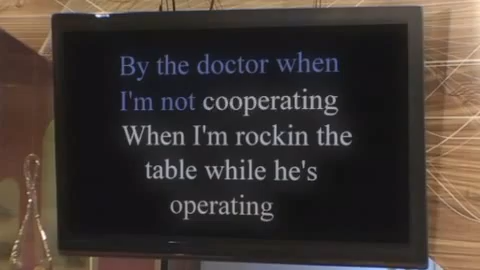 By the doctor when
I'm not cooperating
When I'm rockin the
table while he's
operating